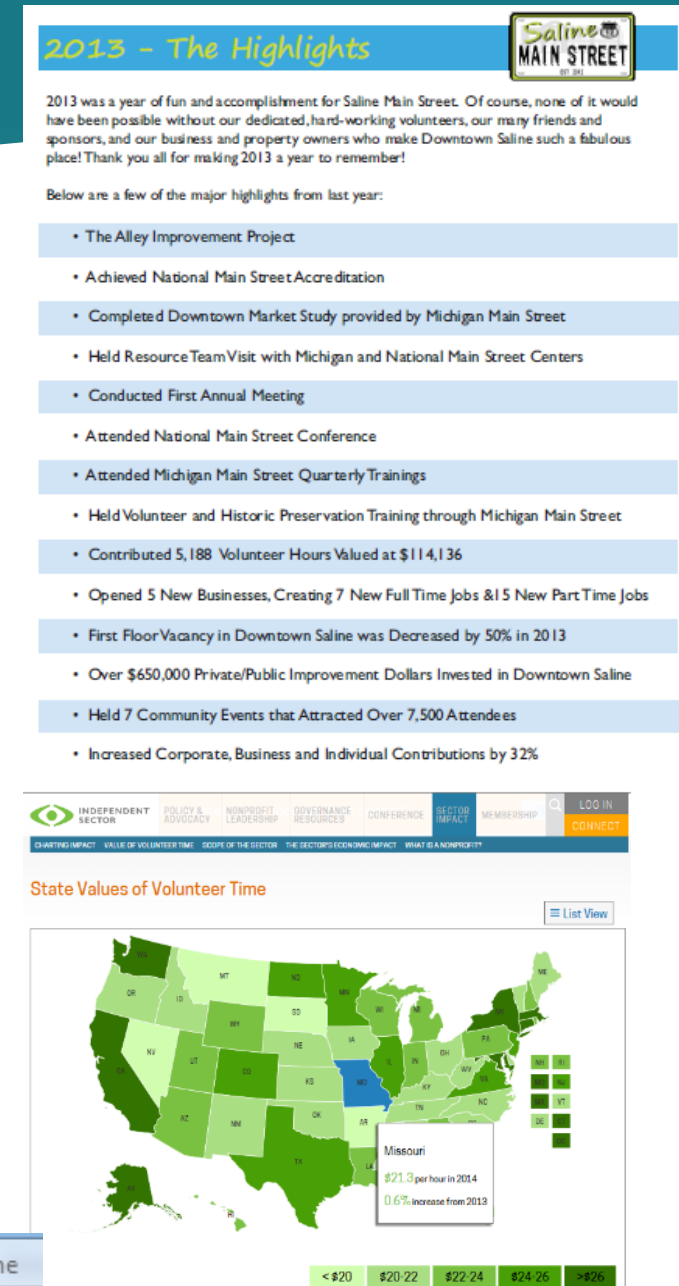 2013 – The Highlights
Saline
MAIN STREET
2013 was a year of fun and accomplishment for Saline Main Street. Of course, none of it would
have been possible without our dedicated, hard-working volunteers, our many friends and
sponsors, and our business and property owners who make Downtown Saline such a fabulous
place! Thank you all for making 2013 a year to remember!
Below are a few of the major highlights from last year:
• The Alley Improvement Project
• Achieved National Main Street Accreditation
• Completed Downtown Market Study provided by Michigan Main Street
• Held Resource Team Visit with Michigan and National Main Street Centers
• Conducted First Annual Meeting
• Attended National Main Street Conference
• Attended Michigan Main Street Quarterly Trainings
• Held Volunteer and Historic Preservation Training through Michigan Main Street
• Contributed 5,188 Volunteer Hours Valued at $114,136
• Opened 5 New Businesses, Creating 7 New Full Time Jobs &15 New Part Time Jobs
• First Floor Vacancy in Downtown Saline was Decreased by 50% in 2013
• Over $650,000 Private/Public Improvement Dollars Invested in Downtown Saline
• Held 7 Community Events that Attracted Over 7,500 Attendees
• Increased Corporate, Business and Individual Contributions by 32%
INDEPENDENT SECTOR
POLICY & ADVOCACY
NONPROFIT LEADERSHIP
GOVERNANCE RESOURCES
CONFERENCE
SECTOR IMPACT
MEMBERSHIP
LOG IN
CONNECT
CHARTING IMPACT VALUE OF VOLUNTEER TIME SCOPE OF THE SECTOR THE SECTOR'S ECONOMIC IMPACT WHAT IS A NONPROFIT?
State Values of Volunteer Time
List View
WA
MT
ND
MN
ME
OR
ID
SD
WI
MI
WY
IA
PA
NE
NV
UT
CO
IL
IN
OH
WV
VA
KS
MO
KY
CA
NC
TN
OK
AZ
NM
AR
TX
LA
AK
HI
NH RI
VT
DE
Missouri
$21.3 per hour in 2014
0.6% increase from 2013
<$20 $20-22 $22-24 $24-26 >$26